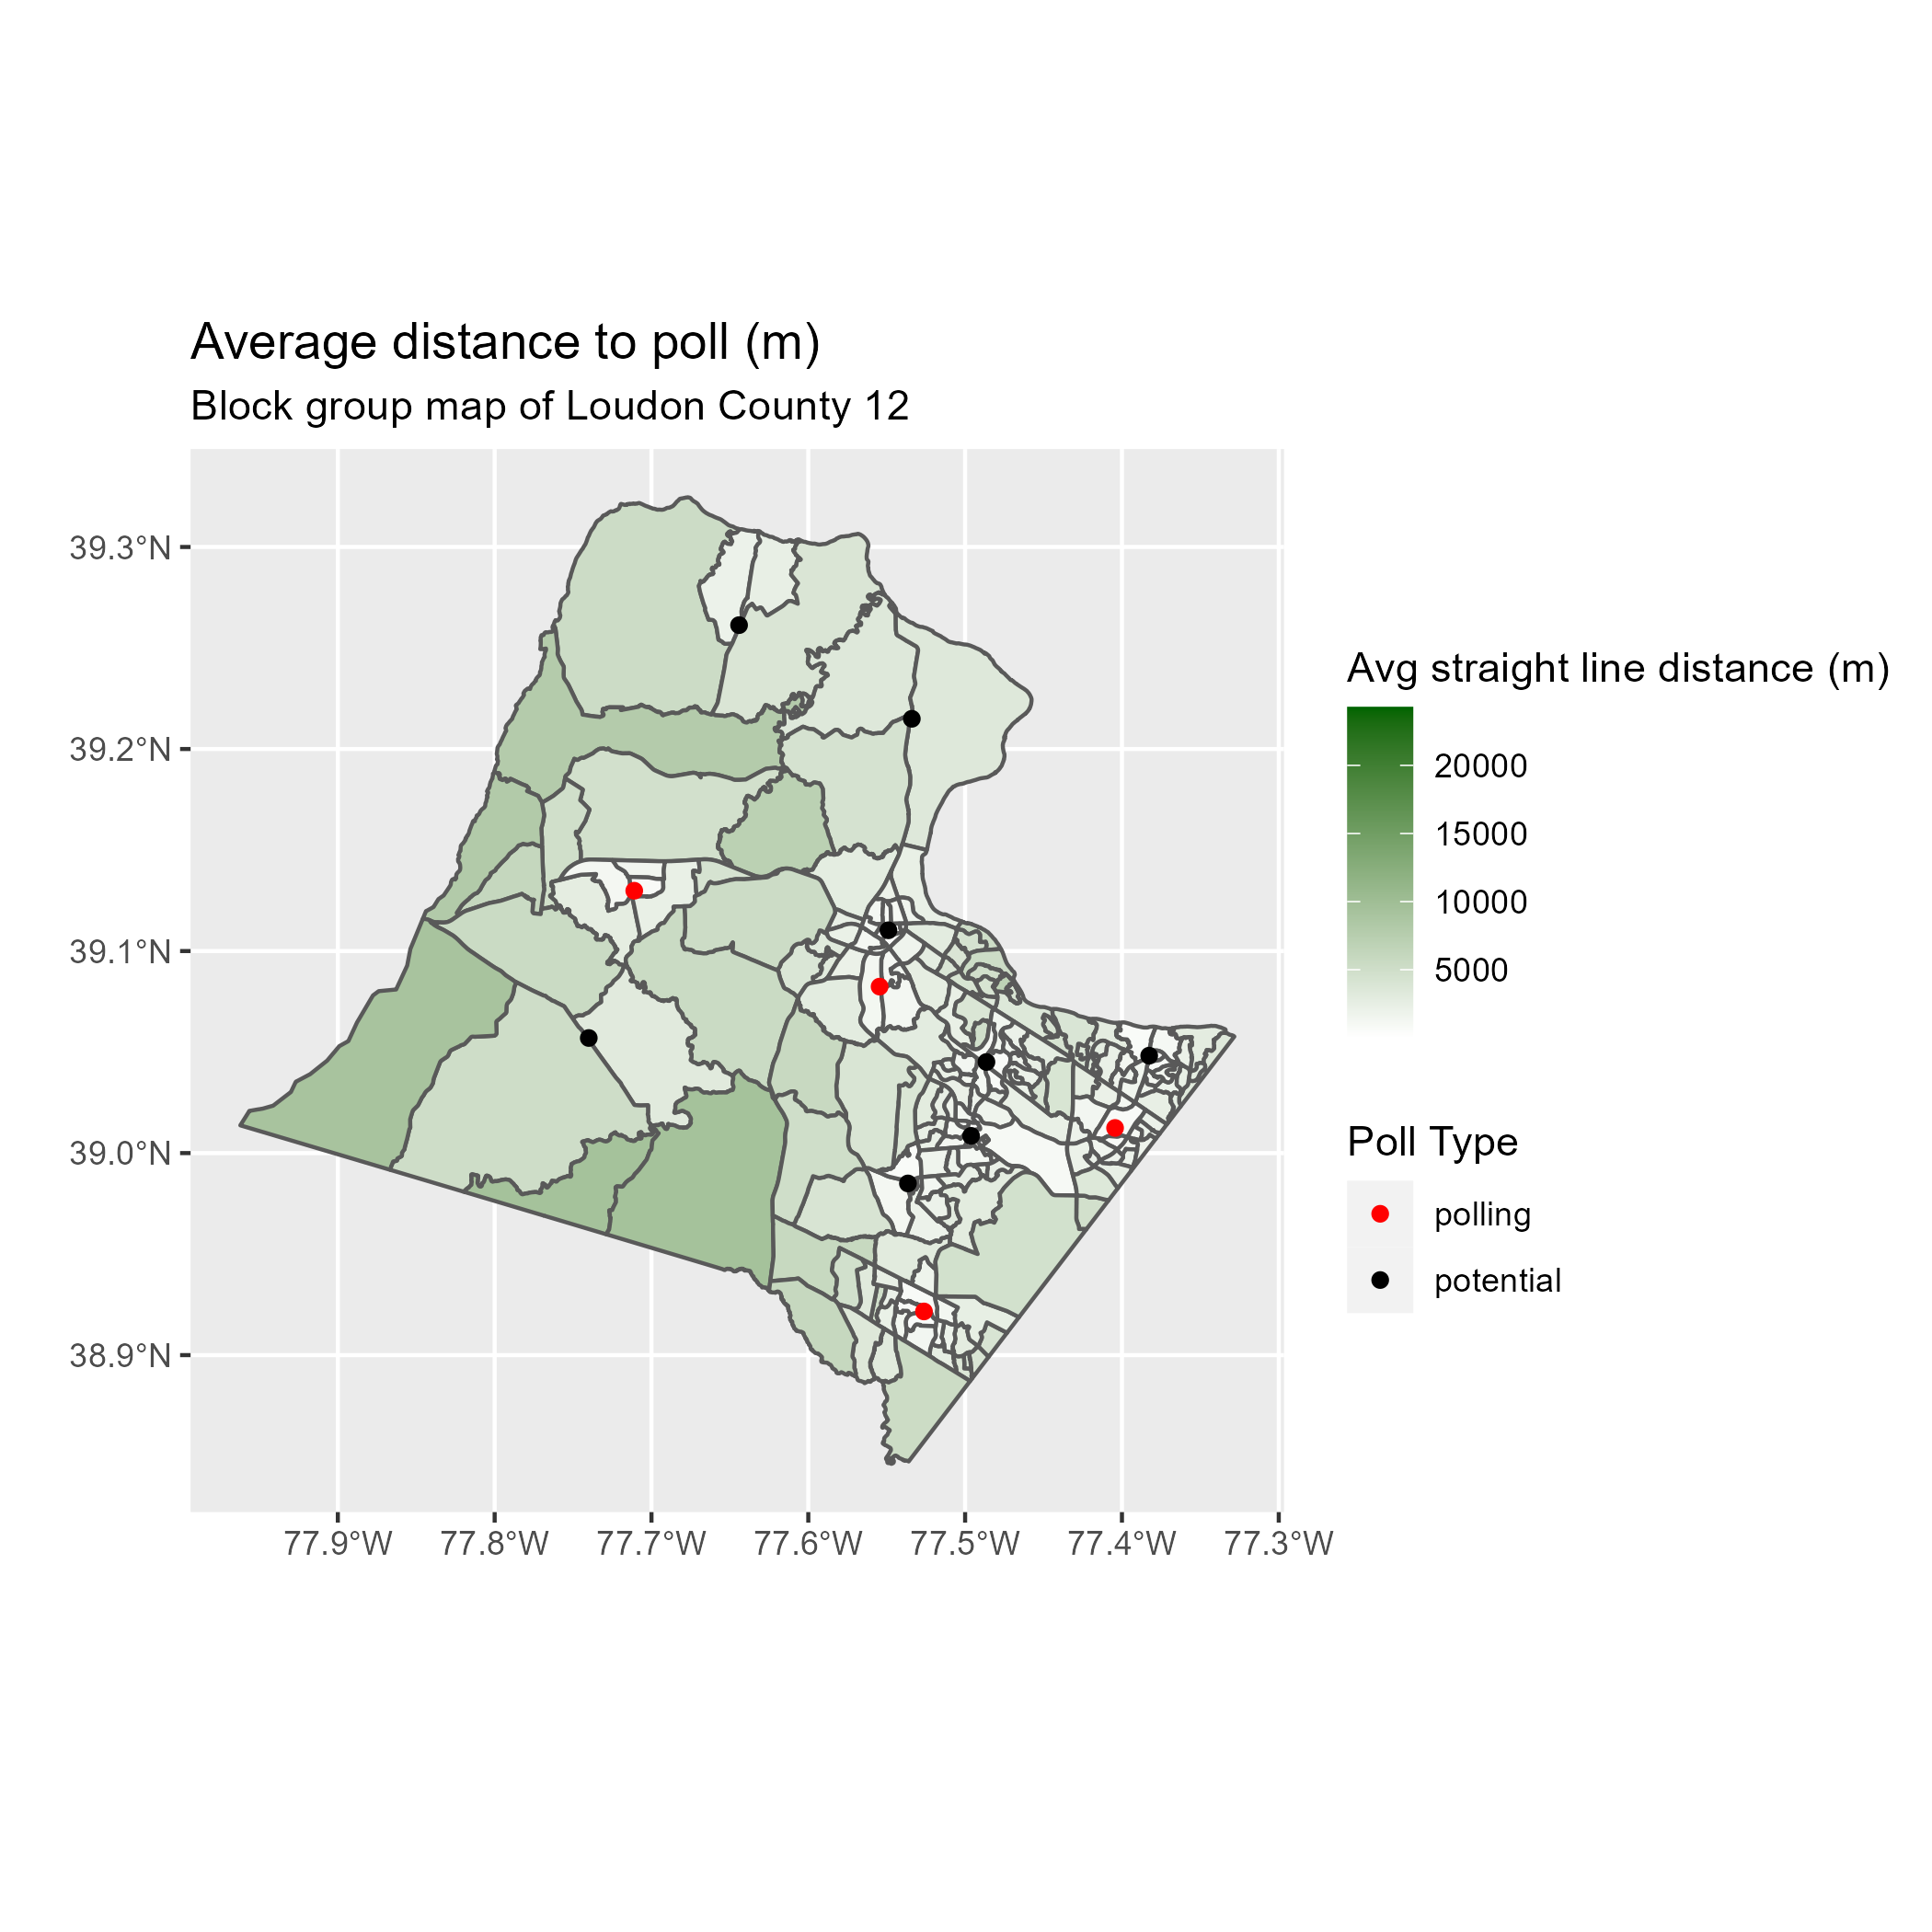 Average distance to poll (m)
Block group map of Loudon County 12
39.3°N
39.2°N
39.1°N
39.0°N
38.9°N
77.9°W 77.8°W 77.7°W 77.6°W 77.5°W 77.4°W 77.3°W
Avg straight line distance (m)
20000
15000
10000
5000
Poll Type
polling
potential